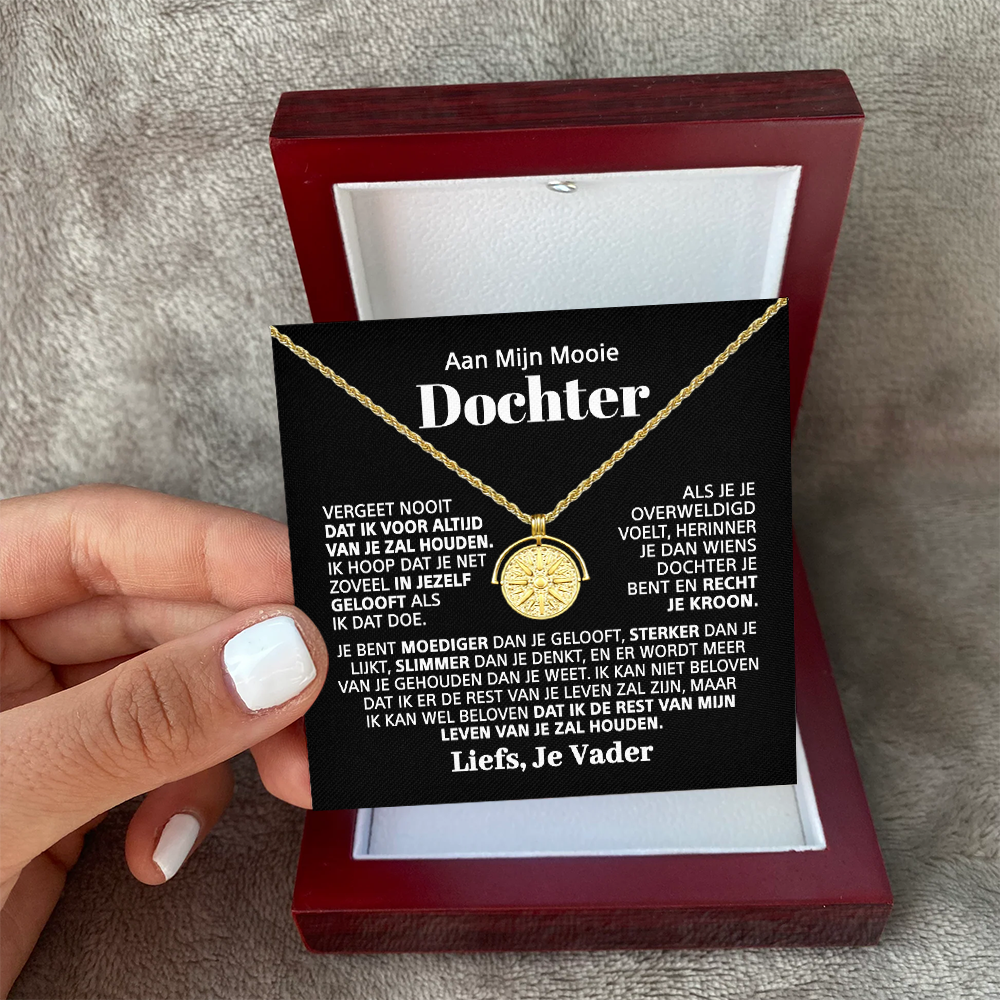 Aan Mijn Mooie
Dochter
VERGEET NOOIT
DAT IK VOOR ALTIJD
VAN JE ZAL HOUDEN.
IK HOOP DAT JE NET
ZOVEEL IN JEZELF
GELOOFT ALS
IK DAT DOE.
ALS JE JE
OVERWELDIGD
VOELT, HERINNER
JE DAN WIENS
DOCHTER JE
BENT EN RECHT
JE KROON.
JE BENT MOEDIGER DAN JE GELOOFT, STERKER DAN JE
LIJKT, SLIMMER DAN JE DENKT, EN ER WORDT MEER
VAN JE GEHOUDEN DAN JE WEET. IK KAN NIET BELOVEN
DAT IK ER DE REST VAN JE LEVEN ZAL ZIJN, MAAR
IK KAN WEL BELOVEN DAT IK DE REST VAN MIJN
LEVEN VAN JE ZAL HOUDEN.
Liefs, Je Vader